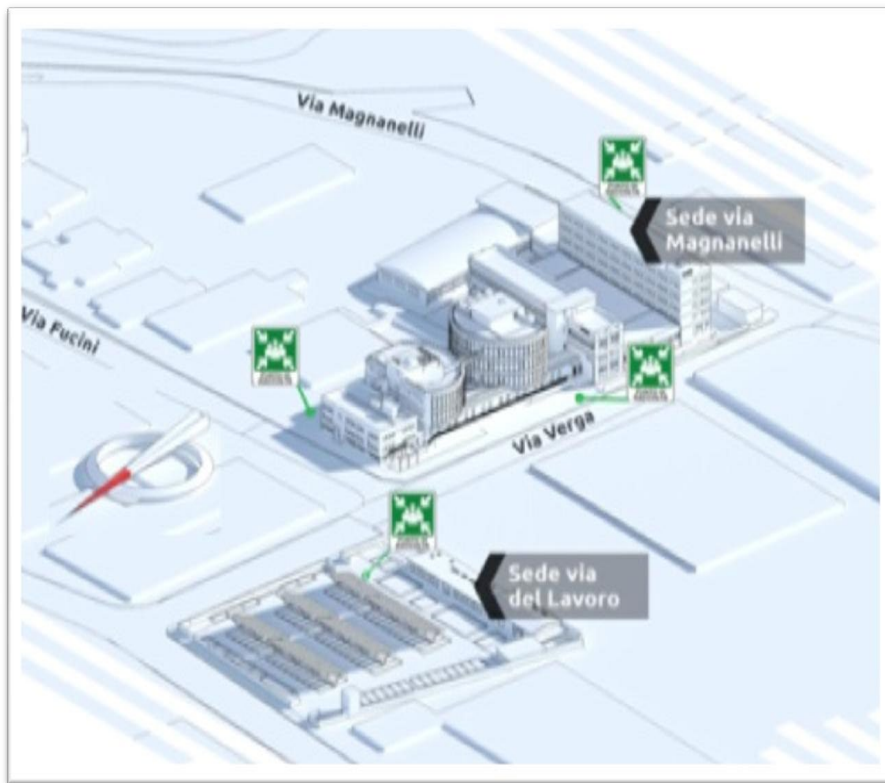 Via Magnanelli
Sede via
Magnanelli
Via Fucini
Via Verga
Sede via
del Lavoro